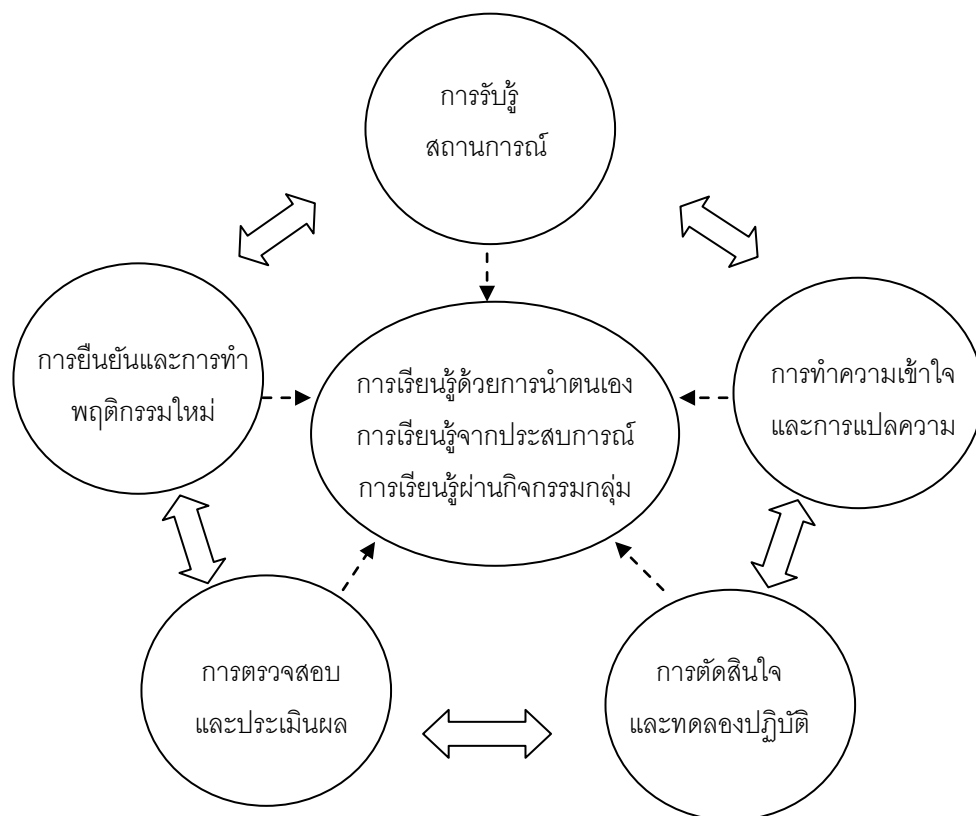 การรับรู้
สถานการณ์
การยืนยันและการทำ
พฤติกรรมใหม่
การเรียนรู้ด้วยการนำตนเอง
การเรียนรู้จากประสบการณ์
การเรียนรู้ผ่านกิจกรรมกลุ่ม
การทำความเข้าใจ
และการแปลความ
การตรวจสอบ
และประเมินผล
การตัดสินใจ
และทดลองปฏิบัติ